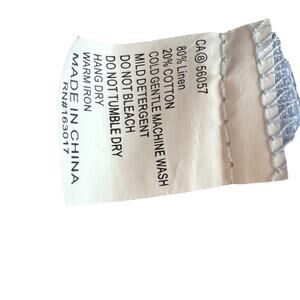 CA® 56057
80% Linen
20% COTTON
COLD GENTLE MACHINE WASH
MILD DETERGENT
DO NOT BLEACH
DO NOT TUMBLE DRY
HANG DRY
WARM IRON
MADE IN CHINA
RN#163017